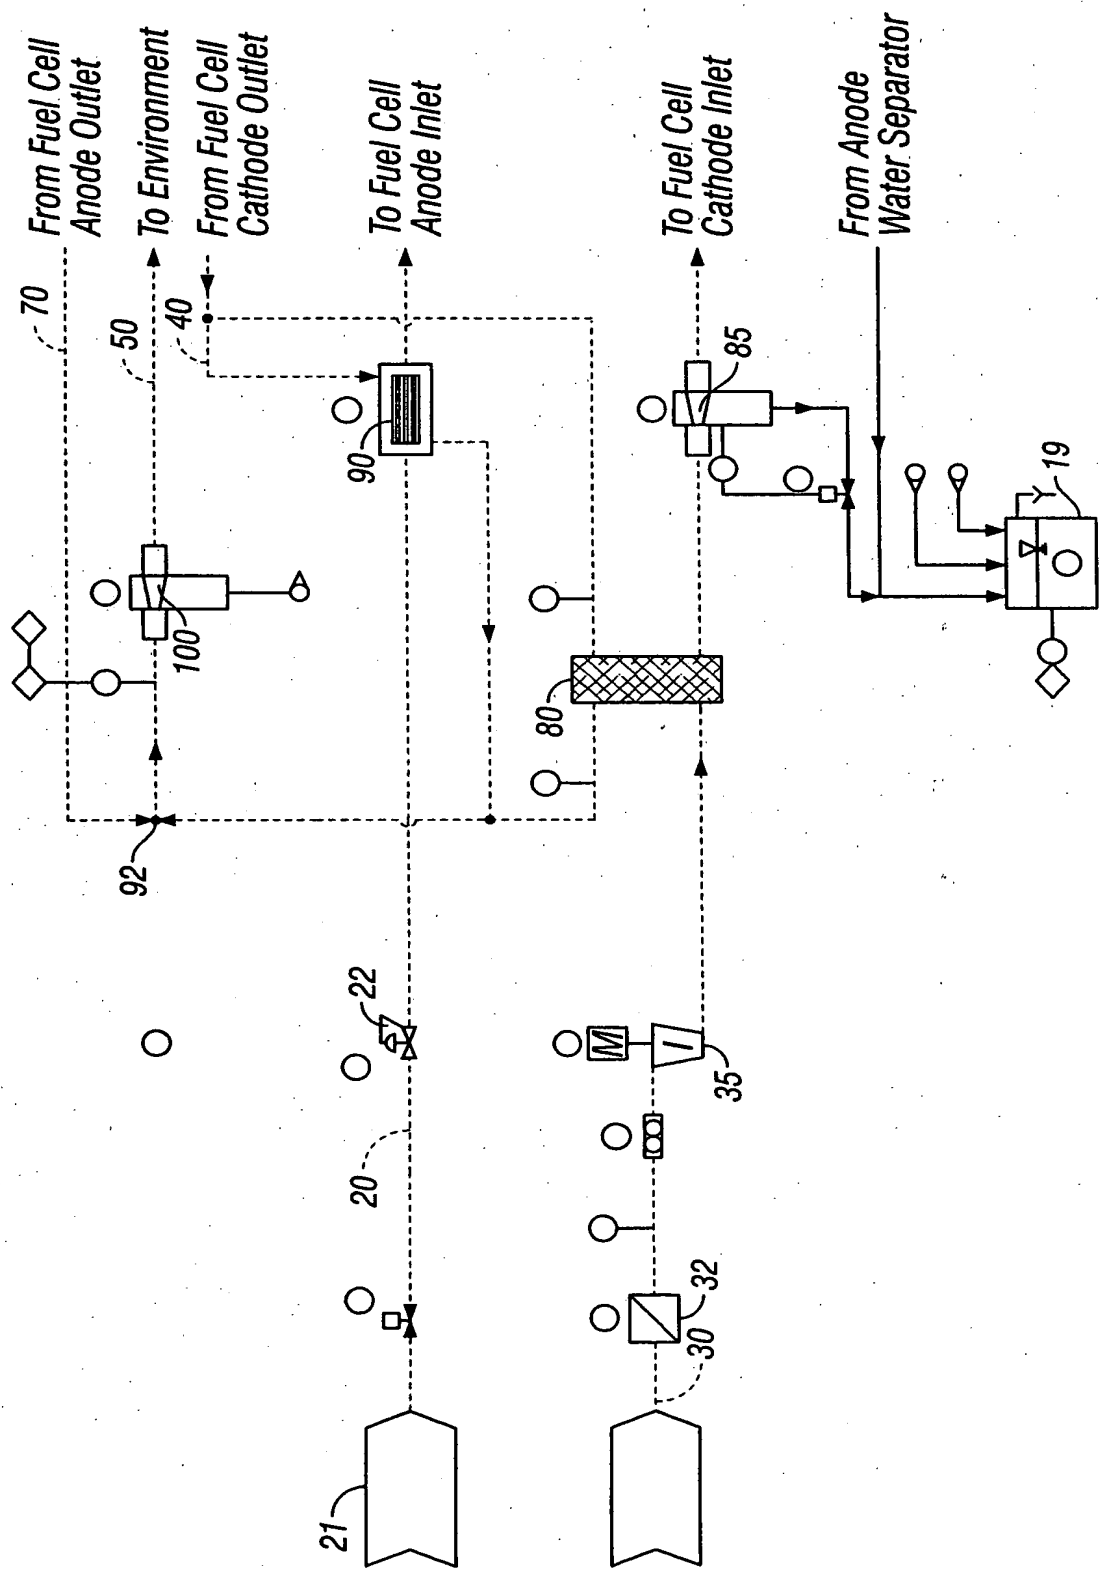 From Fuel Cell
Anode Outlet
To Environment
From Fuel Cell
Cathode Outlet
To Fuel Cell
Anode Inlet
To Fuel Cell
Cathode Inlet
From Anode
Water Separator
70
50
40
90
85
19
100
80
92
22
20
M
35
32
30
21